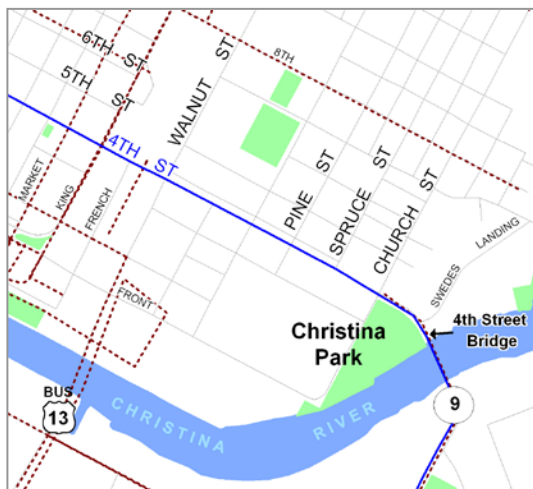 6TH ST
5TH ST
WALNUT ST
8TH
4TH ST
MARKET
KING
FRENCH
PINE ST
SPRUCE ST
CHURCH ST
SWEDES LANDING
FRONT
Christina
Park
4th Street
Bridge
BUS
13
9
CHRISTINA RIVER